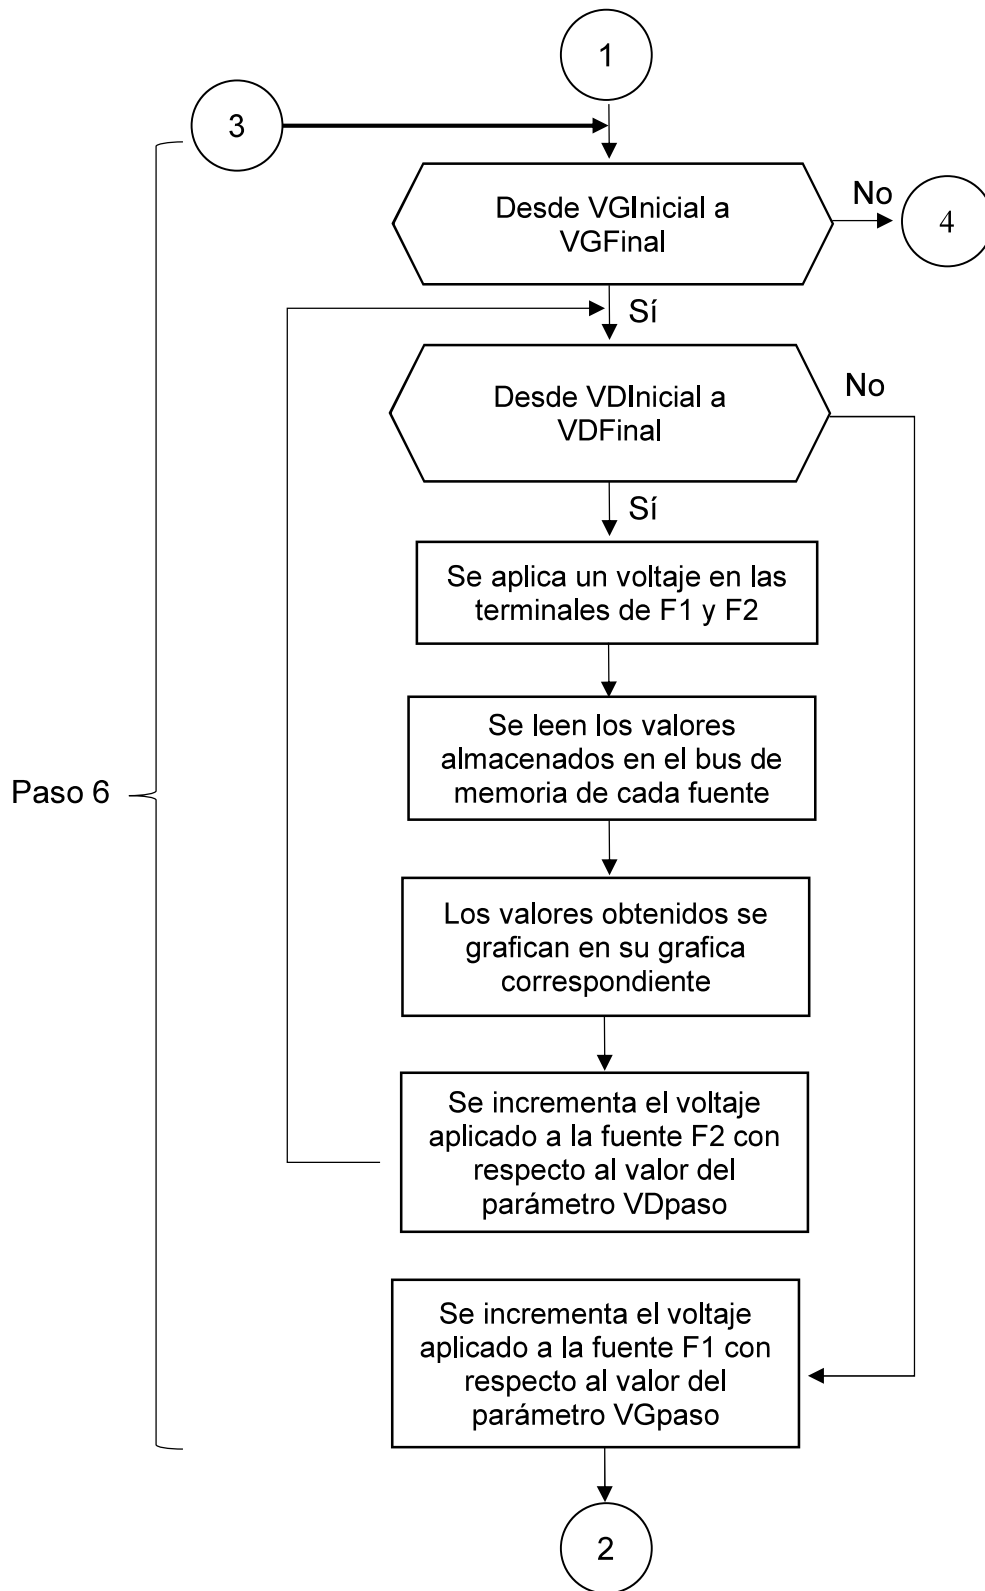 1
3
Desde VGInicial a
VGFinal
No
4
Sí
Desde VDInicial a
VDFinal
No
Sí
Se aplica un voltaje en las
terminales de F1 y F2
Se leen los valores
almacenados en el bus de
memoria de cada fuente
Paso 6
Los valores obtenidos se
grafican en su grafica
correspondiente
Se incrementa el voltaje
aplicado a la fuente F2 con
respecto al valor del
parámetro VDpaso
Se incrementa el voltaje
aplicado a la fuente F1 con
respecto al valor del
parámetro VGpaso
2